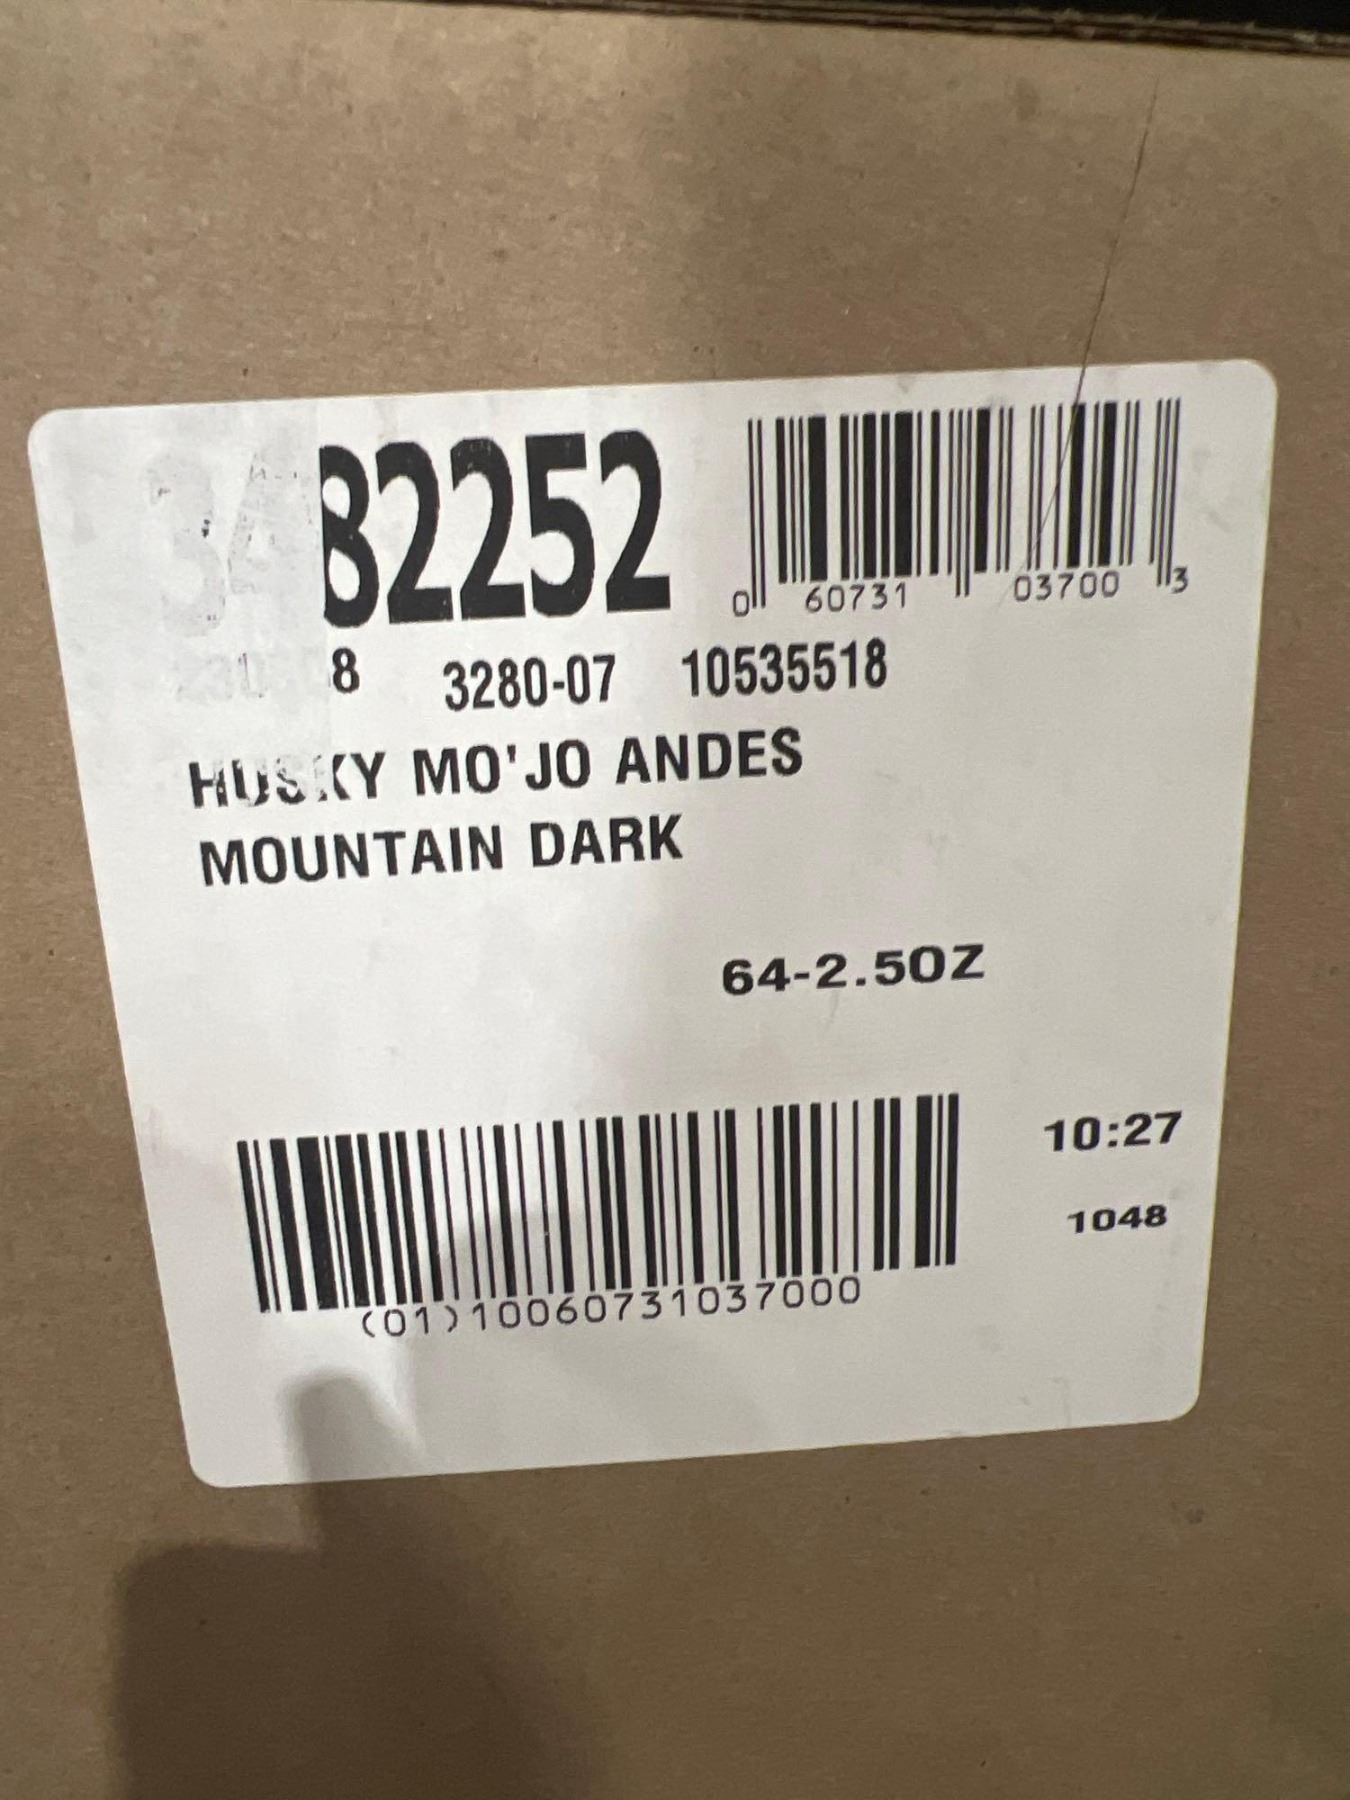 82252
0 60731 03700 3
8 3280-07 10535518
HUSKY MO'JO ANDES
MOUNTAIN DARK
64-2.5OZ
10:27
1048
(01)10060731037000